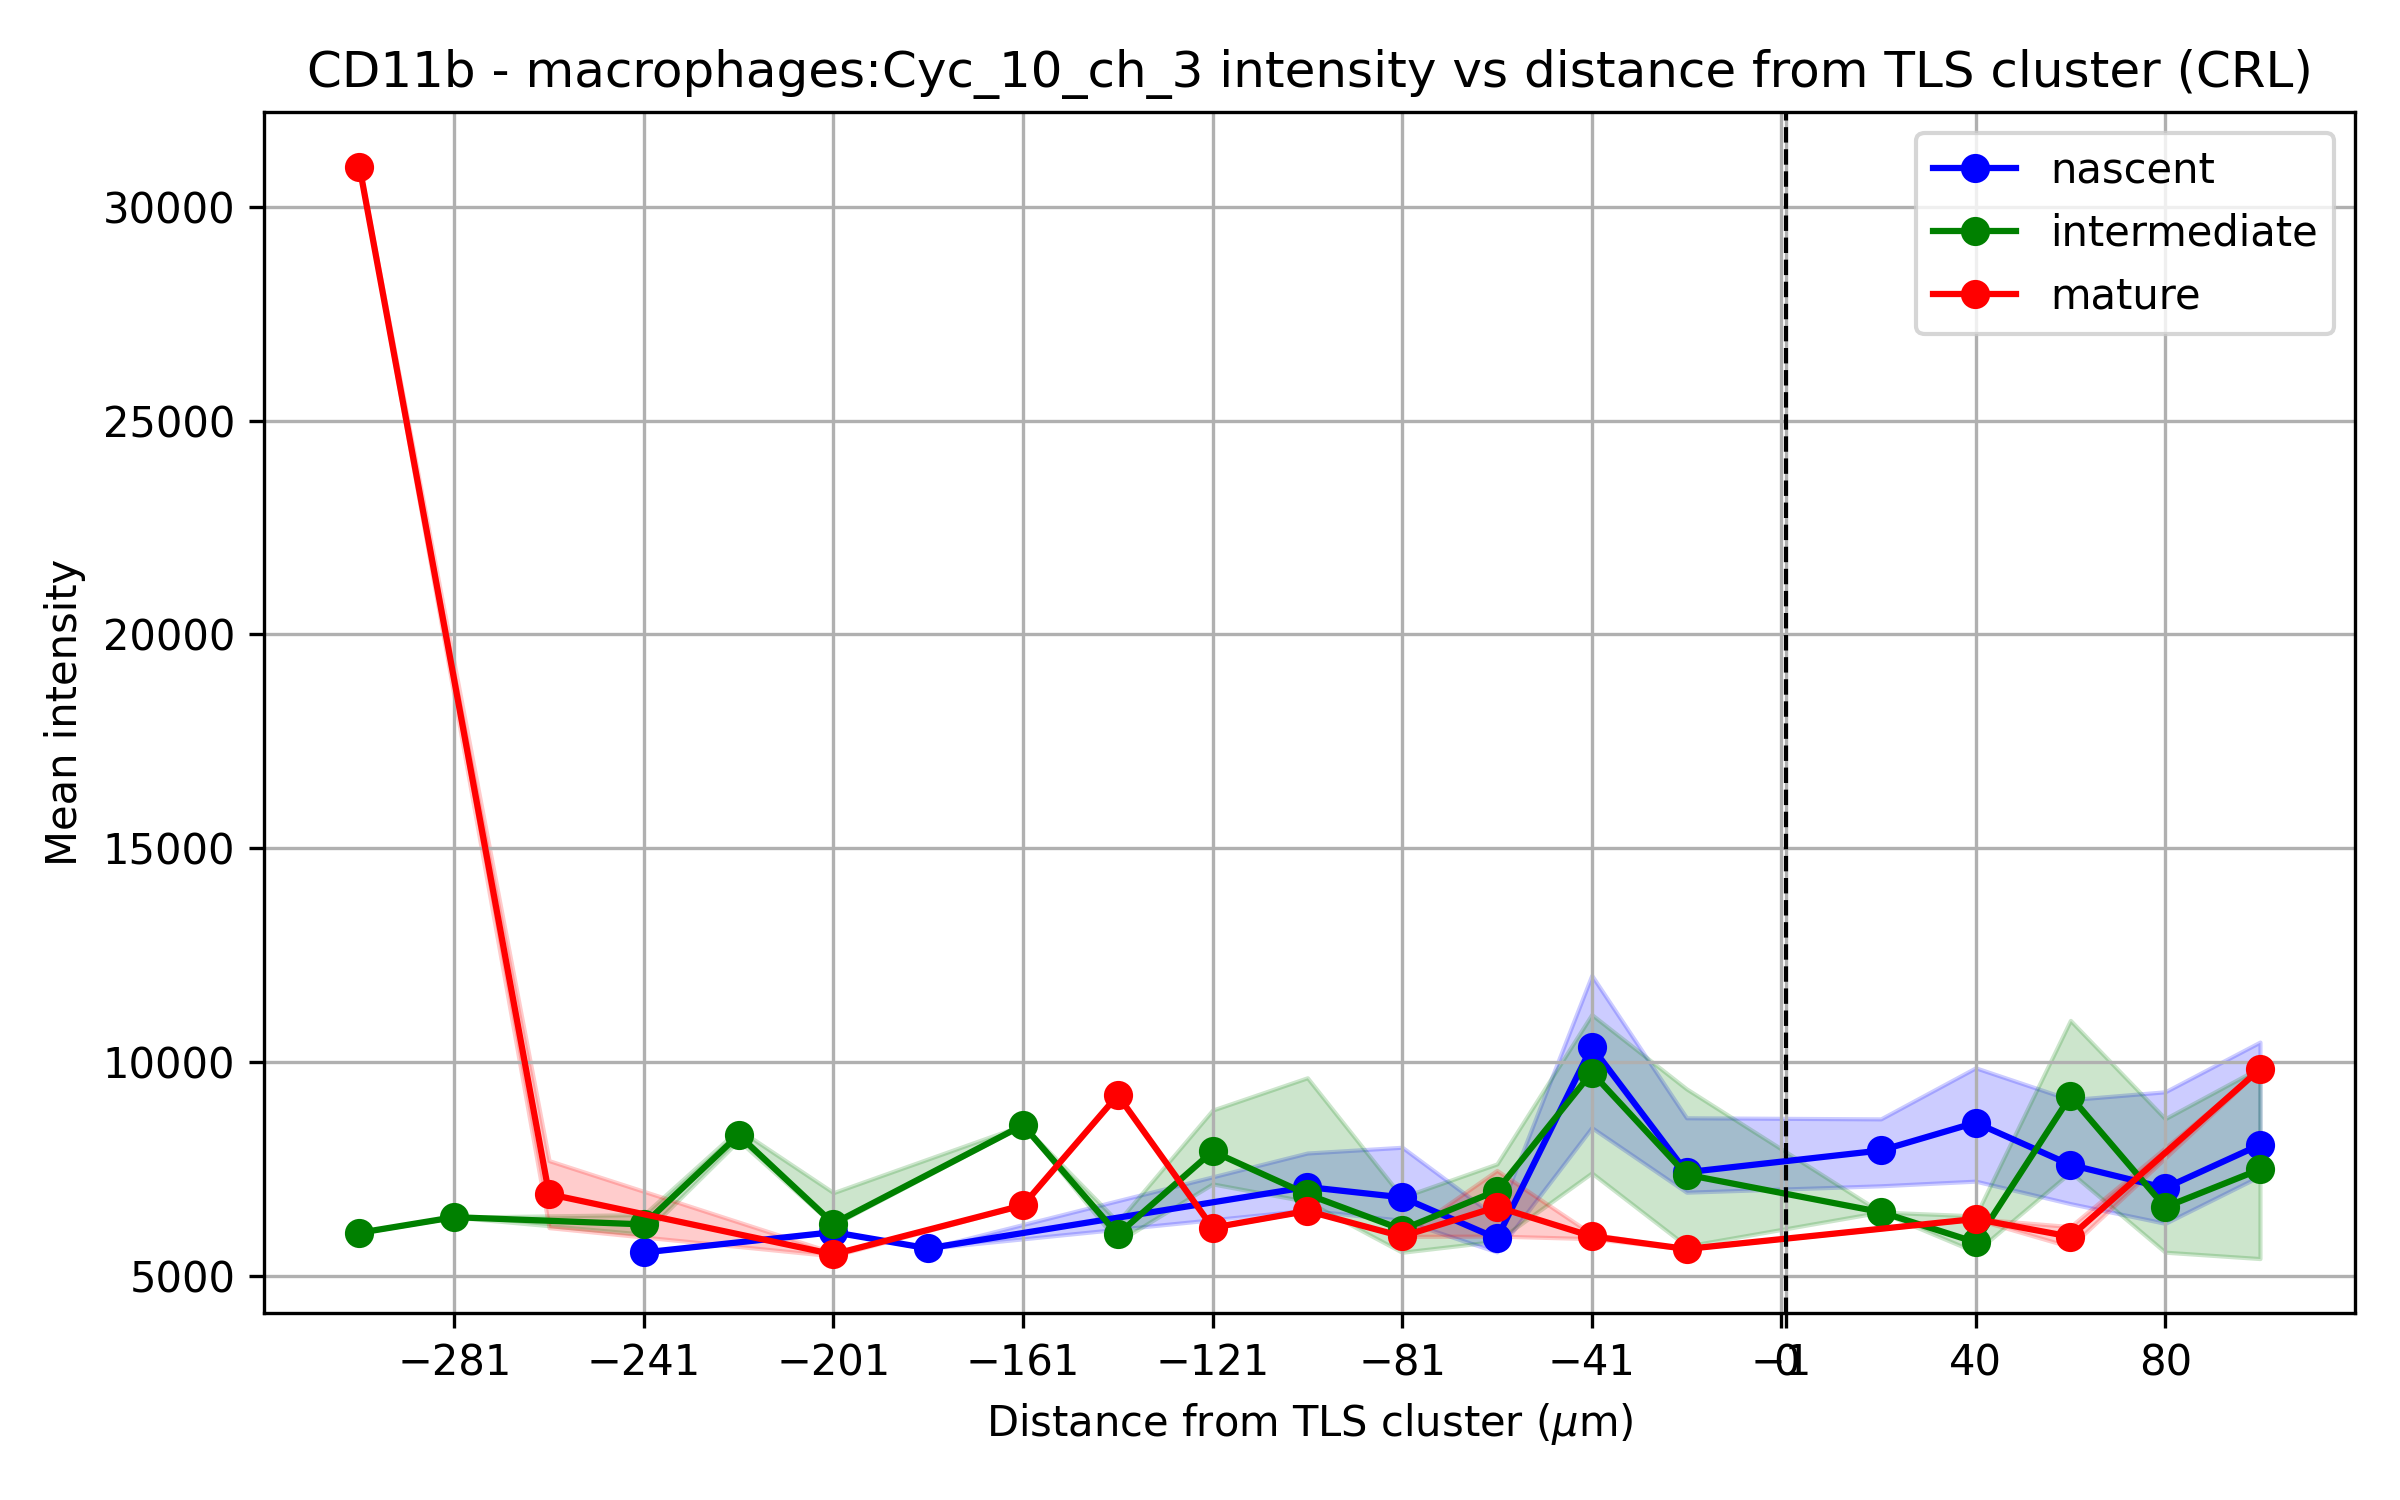 CD11b - macrophages:Cyc_10_ch_3 intensity vs distance from TLS cluster (CRL)
nascent
intermediate
mature
Mean intensity
30000
25000
20000
15000
10000
5000
−281 −241 −201 −161 −121 −81 −41 −1 0 40 80
Distance from TLS cluster (μm)